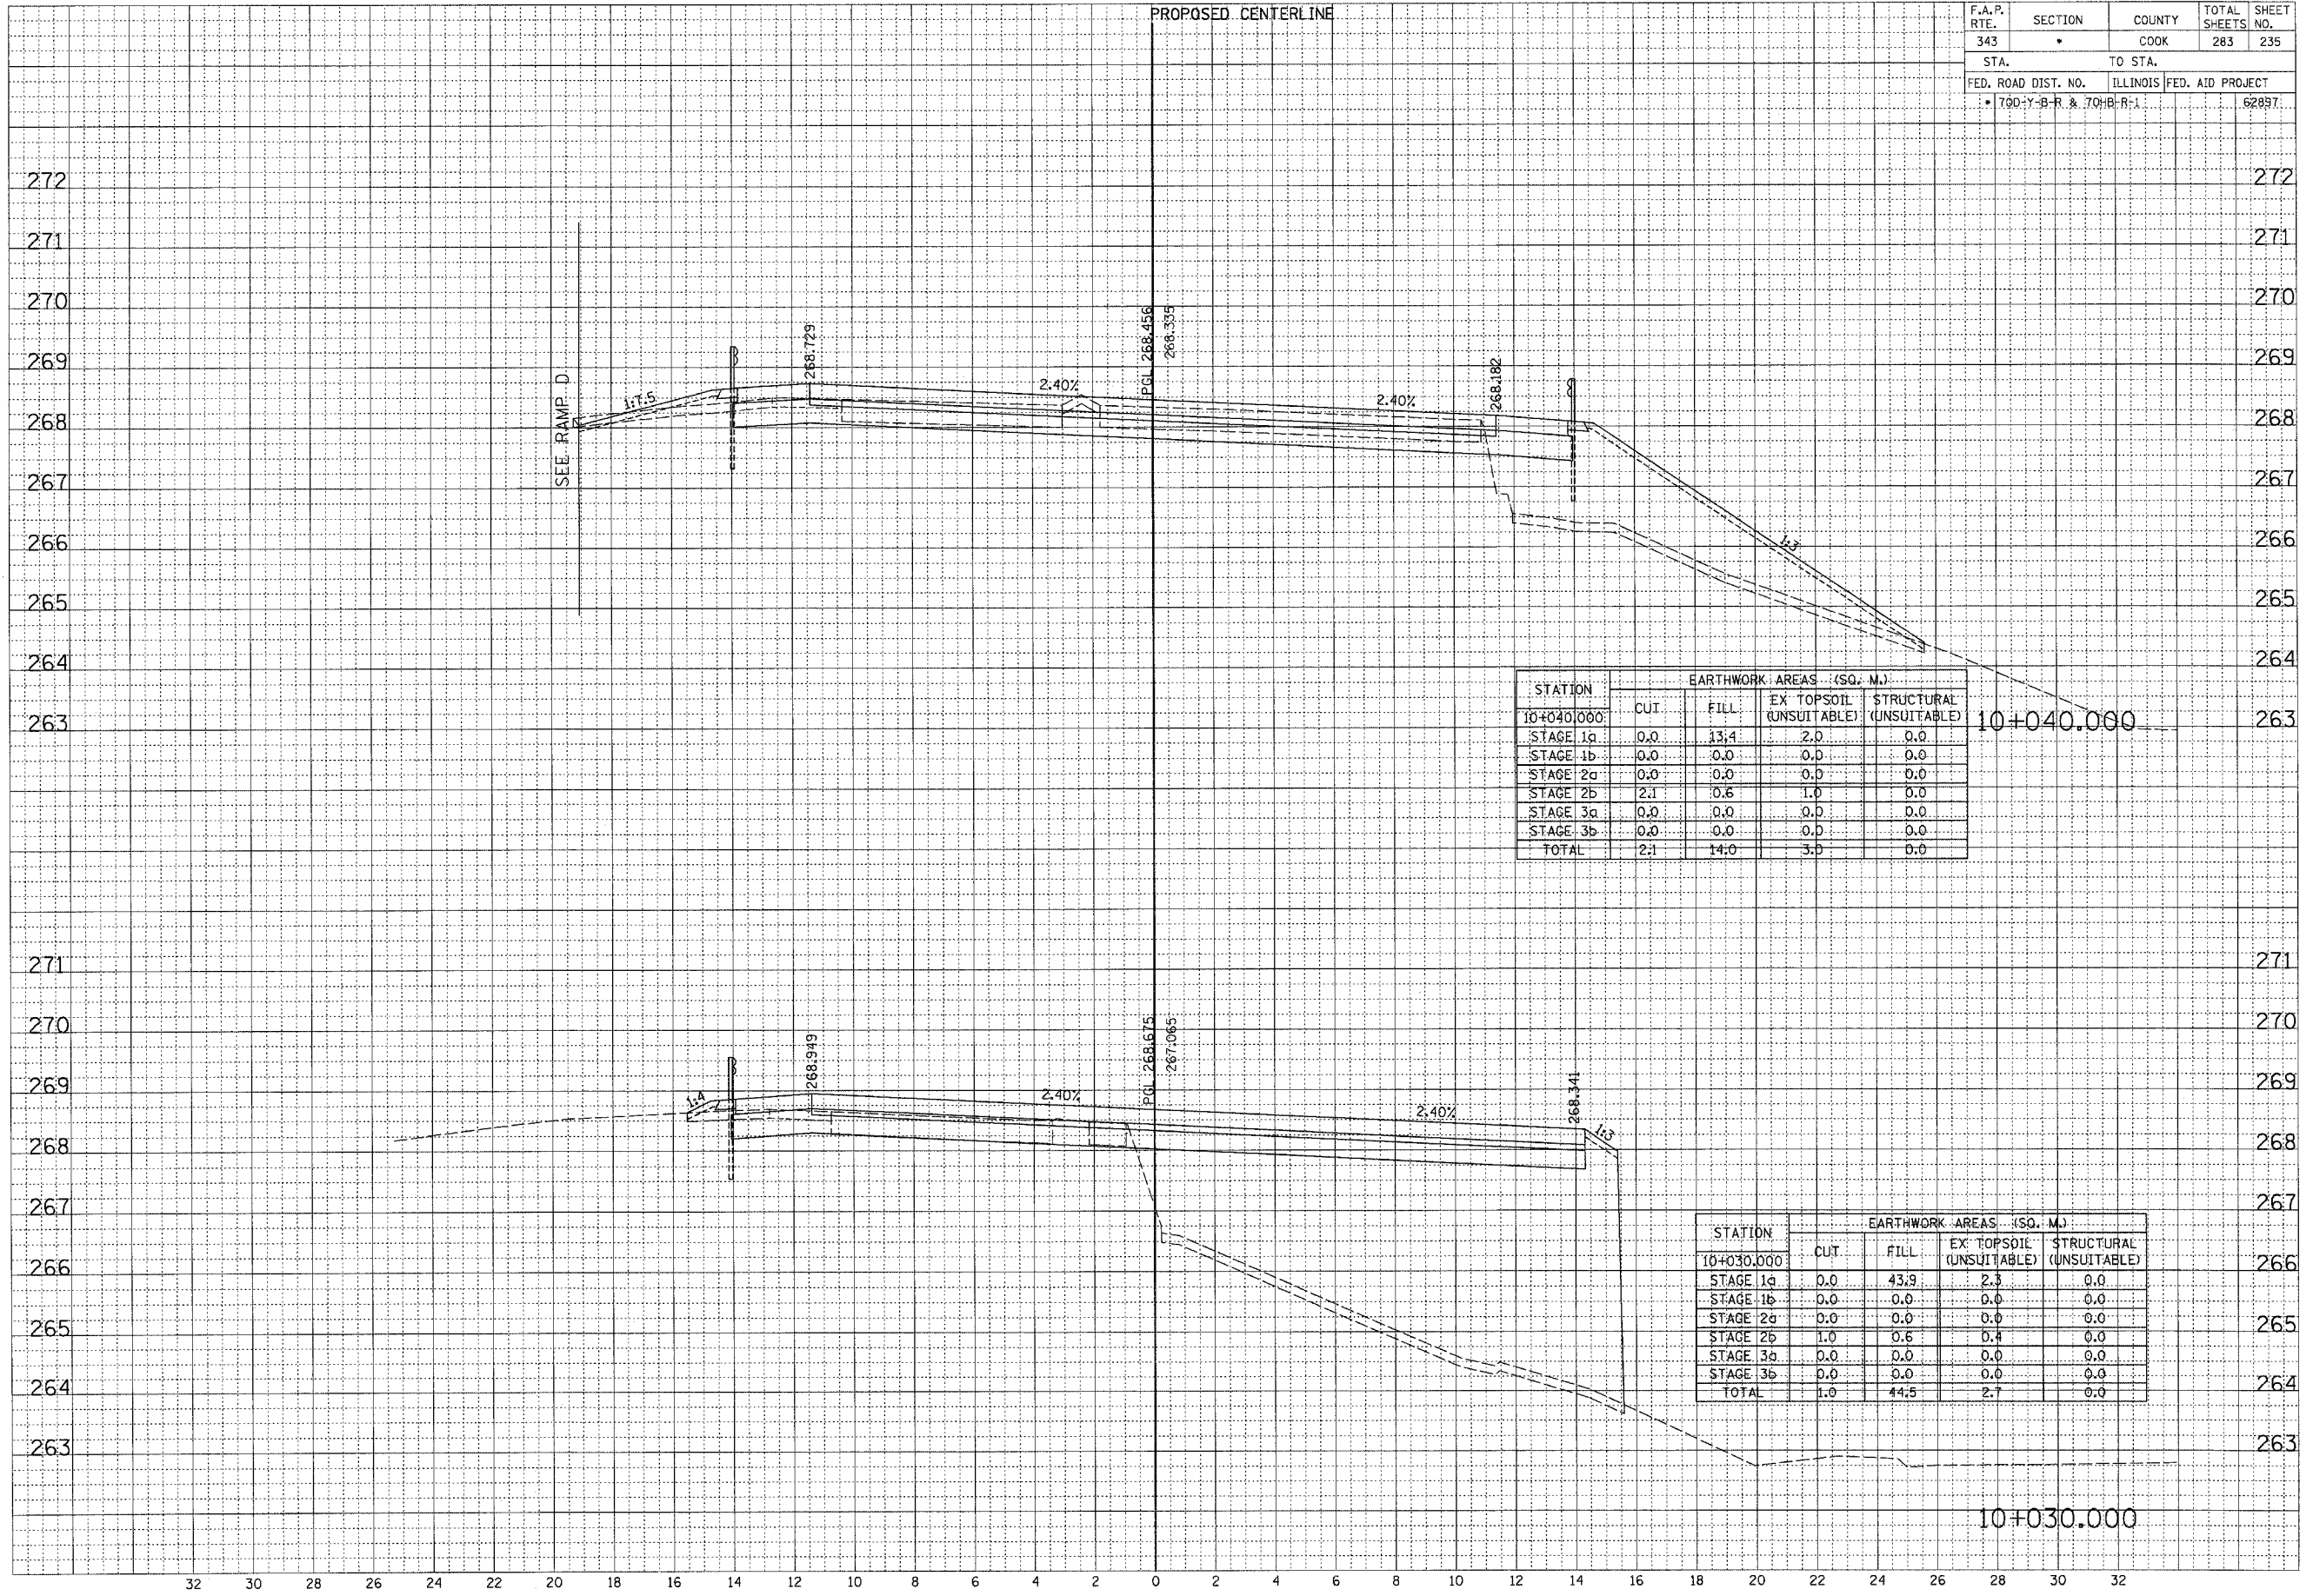 PROPOSED CENTERLINE
F.A.P. RTE. SECTION COUNTY TOTAL SHEETS SHEET NO.
343 * COOK 283 235
STA. TO STA.
FED. ROAD DIST. NO. ILLINOIS FED. AID PROJECT
* 70D-Y-B-R & 70HB-R-1 62897
272 272
271 271
270 270
269 269
268 268
267 267
266 266
265 265
264 264
263 263
SEE RAMP D
1:7.5
268.729
2.40%
PGL 268.456
268.335
2.40%
268.182
1:3
10+040.000
STATION EARTHWORK AREAS (SQ. M.)
10+040.000 CUT FILL EX TOPSOIL (UNSUITABLE) STRUCTURAL (UNSUITABLE)
STAGE 1a 0.0 13.4 2.0 0.0
STAGE 1b 0.0 0.0 0.0 0.0
STAGE 2a 0.0 0.0 0.0 0.0
STAGE 2b 2.1 0.6 1.0 0.0
STAGE 3a 0.0 0.0 0.0 0.0
STAGE 3b 0.0 0.0 0.0 0.0
TOTAL 2.1 14.0 3.0 0.0
271 271
270 270
269 269
268 268
267 267
266 266
265 265
264 264
263 263
1:4
268.949
2.40%
PGL 268.675
267.065
2.40%
268.341
1:3
STATION EARTHWORK AREAS (SQ. M.)
10+030.000 CUT FILL EX TOPSOIL (UNSUITABLE) STRUCTURAL (UNSUITABLE)
STAGE 1a 0.0 43.9 2.3 0.0
STAGE 1b 0.0 0.0 0.0 0.0
STAGE 2a 0.0 0.0 0.0 0.0
STAGE 2b 1.0 0.6 0.4 0.0
STAGE 3a 0.0 0.0 0.0 0.0
STAGE 3b 0.0 0.0 0.0 0.0
TOTAL 1.0 44.5 2.7 0.0
10+030.000
32 30 28 26 24 22 20 18 16 14 12 10 8 6 4 2 0 2 4 6 8 10 12 14 16 18 20 22 24 26 28 30 32